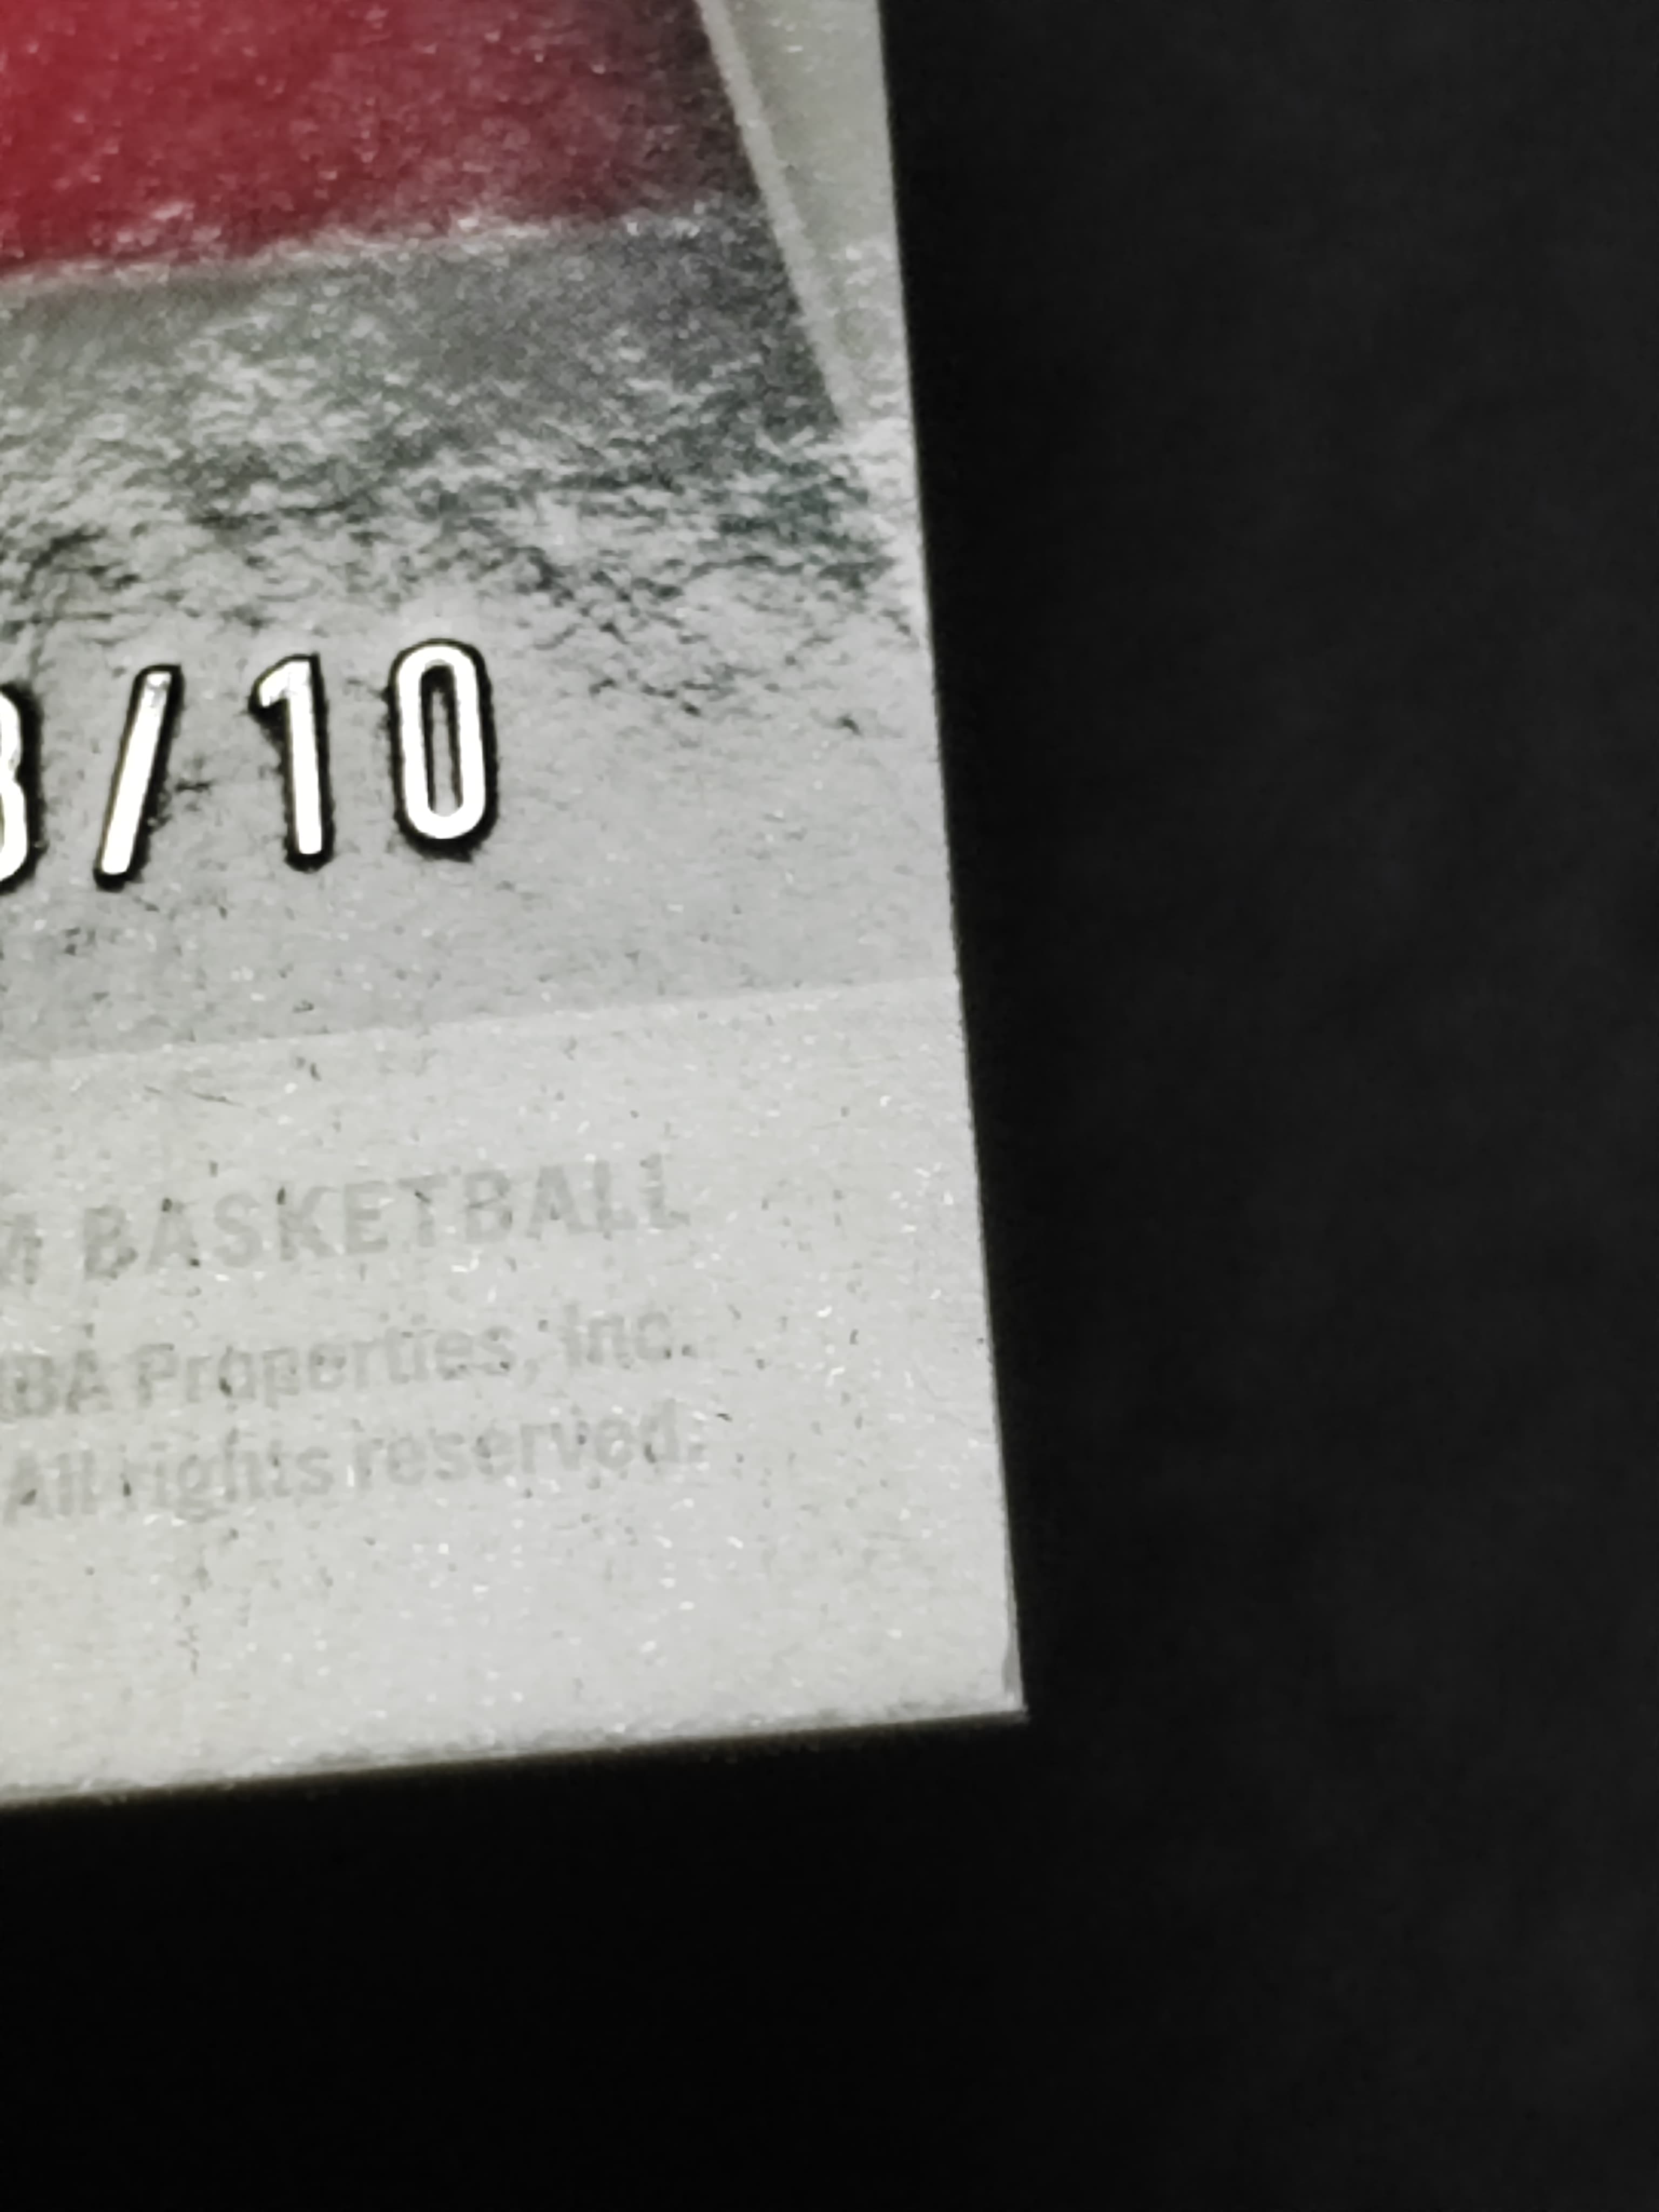 /10
BASKETBALL
Properties, Inc.
All rights reserved.